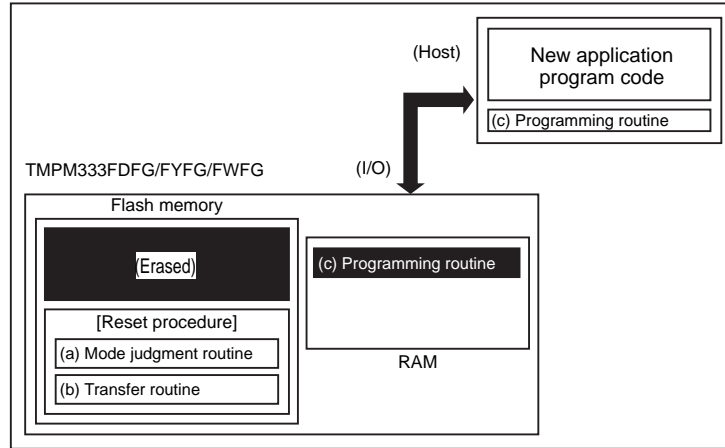 (Host)
New application
program code
(c) Programming routine
TMPM333FDFG/FYFG/FWFG
(I/O)
Flash memory
(Erased)
(c) Programming routine
[Reset procedure]
(a) Mode judgment routine
(b) Transfer routine
RAM